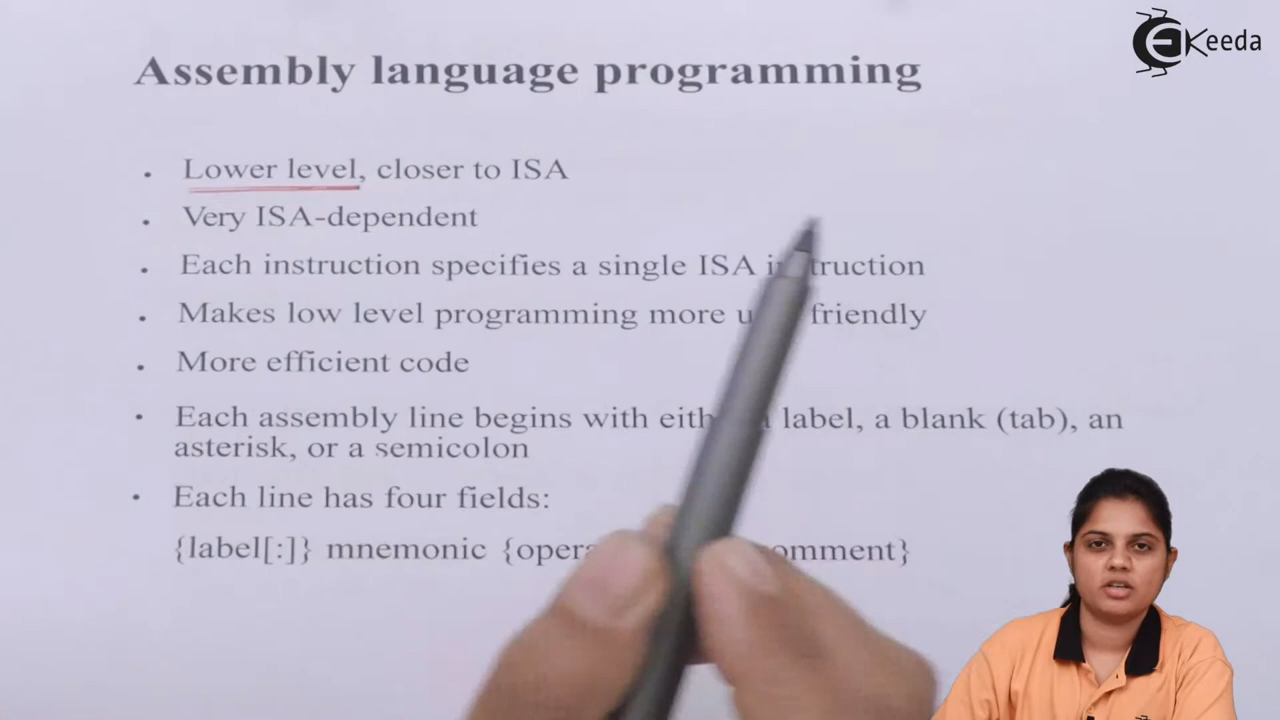 Keeda
Assembly language programming
Lower level, closer to ISA
Very ISA-dependent
Each instruction specifies a single ISA
Makes low level programming more friendly
More efficient code
Each assembly line begins with label, a blank (tab), an
asterisk, or a semicolon
Each line has four fields:
{label[:]} mnemonic